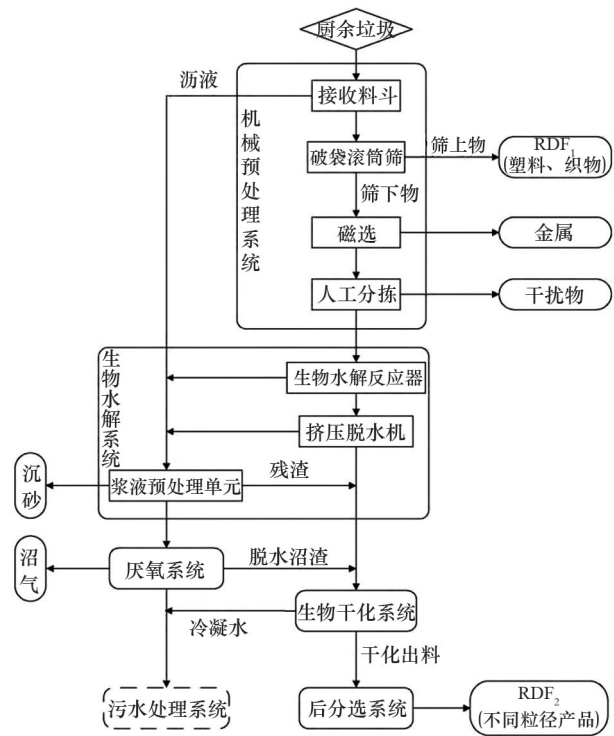 厨余垃圾
沥液
接收料斗
机械预处理系统
破袋滚筒筛
筛上物
RDF₁
(塑料、织物)
筛下物
磁选
金属
人工分拣
干扰物
生物水解系统
生物水解反应器
挤压脱水机
沉砂
浆液预处理单元
残渣
沼气
厌氧系统
脱水沼渣
冷凝水
生物干化系统
干化出料
污水处理系统
后分选系统
RDF₂
(不同粒径产品)